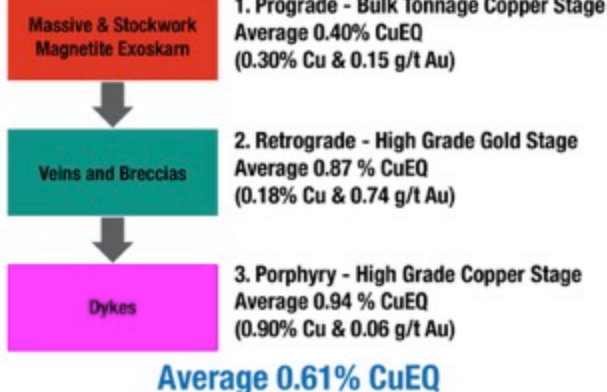 Massive & Stockwork
Magnetite Exoskarn
1. Prograde - Bulk Tonnage Copper Stage
Average 0.40% CuEQ
(0.30% Cu & 0.15 g/t Au)
Veins and Breccias
2. Retrograde - High Grade Gold Stage
Average 0.87 % CuEQ
(0.18% Cu & 0.74 g/t Au)
Dykes
3. Porphyry - High Grade Copper Stage
Average 0.94 % CuEQ
(0.90% Cu & 0.06 g/t Au)
Average 0.61% CuEQ